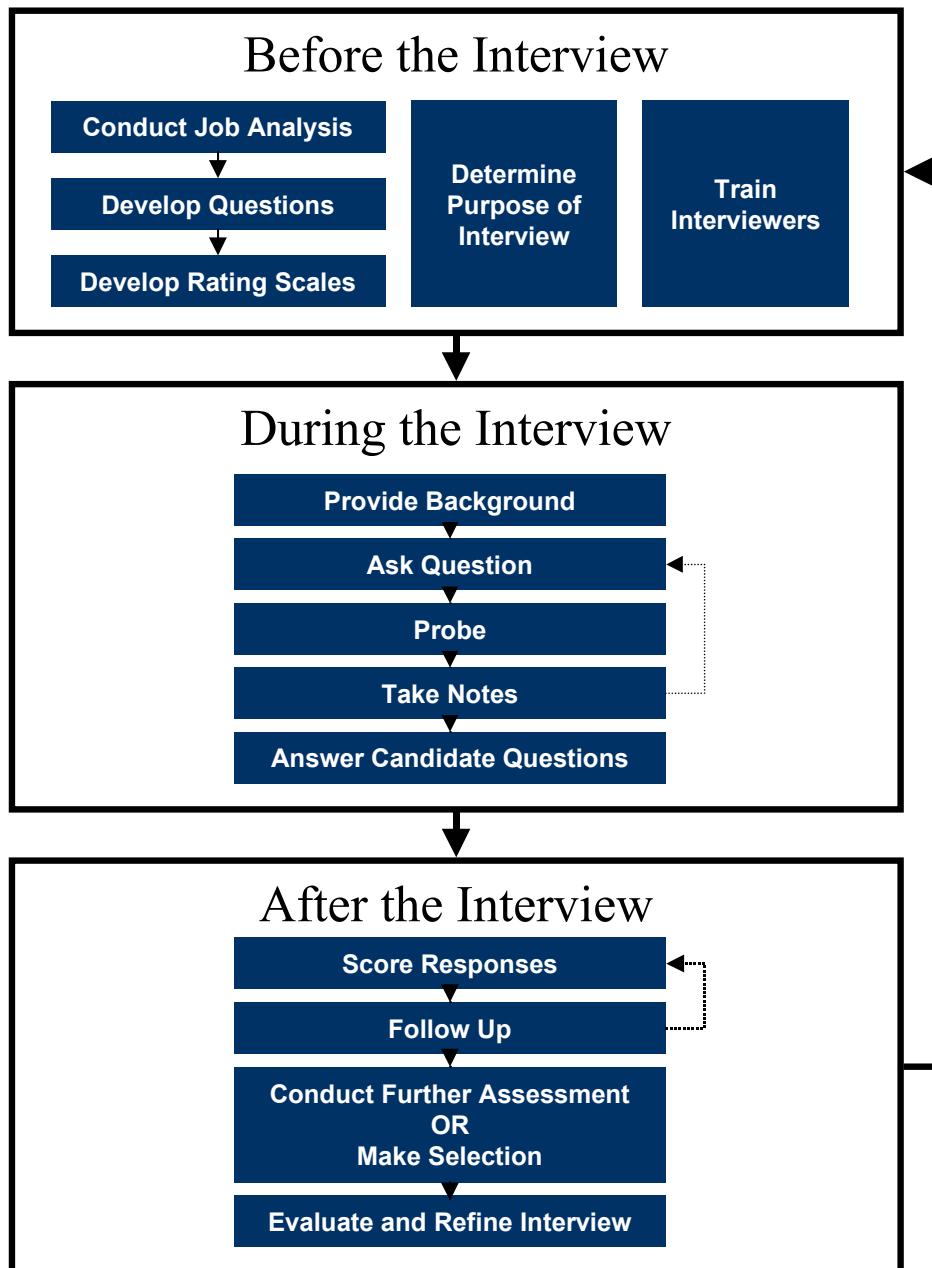 Before the Interview
Conduct Job Analysis
Develop Questions
Develop Rating Scales
Determine
Purpose of
Interview
Train
Interviewers
During the Interview
Provide Background
Ask Question
Probe
Take Notes
Answer Candidate Questions
After the Interview
Score Responses
Follow Up
Conduct Further Assessment
OR
Make Selection
Evaluate and Refine Interview